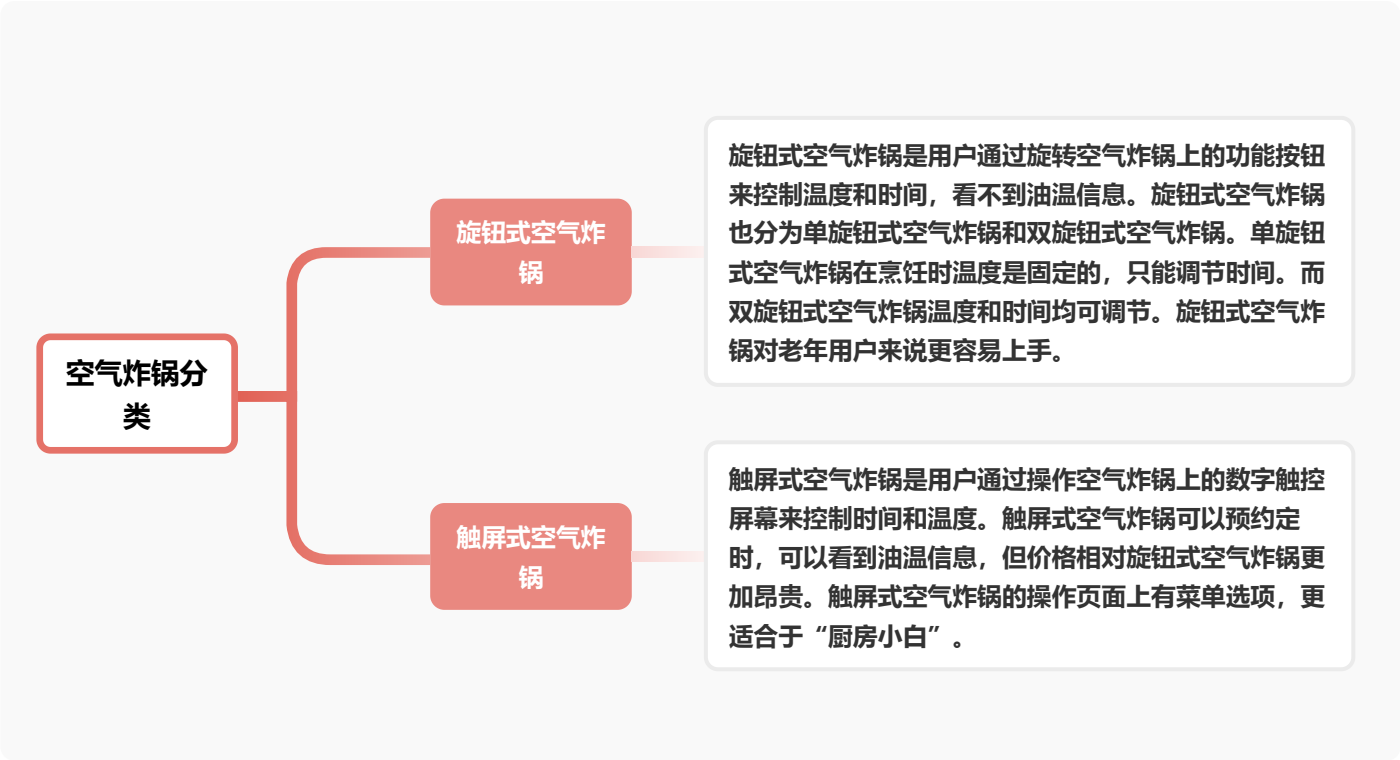 空气炸锅分
类
旋钮式空气炸
锅
旋钮式空气炸锅是用户通过旋转空气炸锅上的功能按钮
来控制温度和时间，看不到油温信息。旋钮式空气炸锅
也分为单旋钮式空气炸锅和双旋钮式空气炸锅。单旋钮
式空气炸锅在烹饪时温度是固定的，只能调节时间。而
双旋钮式空气炸锅温度和时间均可调节。旋钮式空气炸
锅对老年用户来说更容易上手。
触屏式空气炸
锅
触屏式空气炸锅是用户通过操作空气炸锅上的数字触控
屏幕来控制时间和温度。触屏式空气炸锅可以预约定
时，可以看到油温信息，但价格相对旋钮式空气炸锅更
加昂贵。触屏式空气炸锅的操作页面上有菜单选项，更
适合于“厨房小白”。